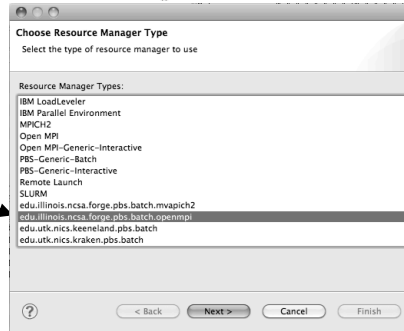 Choose Resource Manager Type
Select the type of resource manager to use
Resource Manager Types:
IBM LoadLeveler
IBM Parallel Environment
MPICH2
Open MPI
Open MPI-Generic-Interactive
PBS-Generic-Batch
PBS-Generic-Interactive
Remote Launch
SLURM
edu.illinois.ncsa.forge.pbs.batch.mvapich2
edu.illinois.ncsa.forge.pbs.batch.openmpi
edu.utk.nics.keeneland.pbs.batch
edu.utk.nics.kraken.pbs.batch
? < Back Next > Cancel Finish